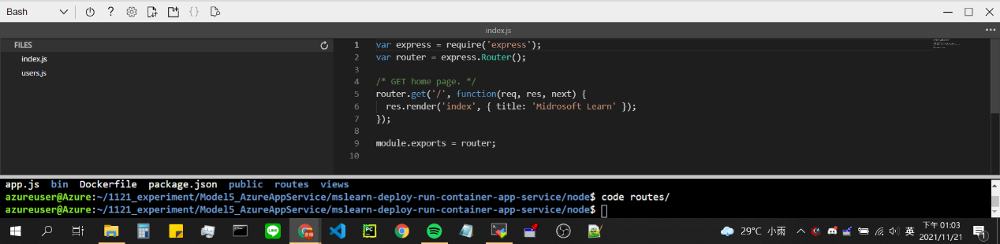 Bash
index.js
FILES
index.js
users.js
1 var express = require('express');
2 var router = express.Router();
3
4 /* GET home page. */
5 router.get('/', function(req, res, next) {
6 res.render('index', { title: 'Midrosoft Learn' });
7 });
8
9 module.exports = router;
10
app.js bin Dockerfile package.json public routes views
azureuser@Azure:~/1121_experiment/Model5_AzureAppService/mslearn-deploy-run-container-app-service/node$ code routes/
azureuser@Azure:~/1121_experiment/Model5_AzureAppService/mslearn-deploy-run-container-app-service/node$
29°C 小雨 英 下午 01:03
2021/11/21